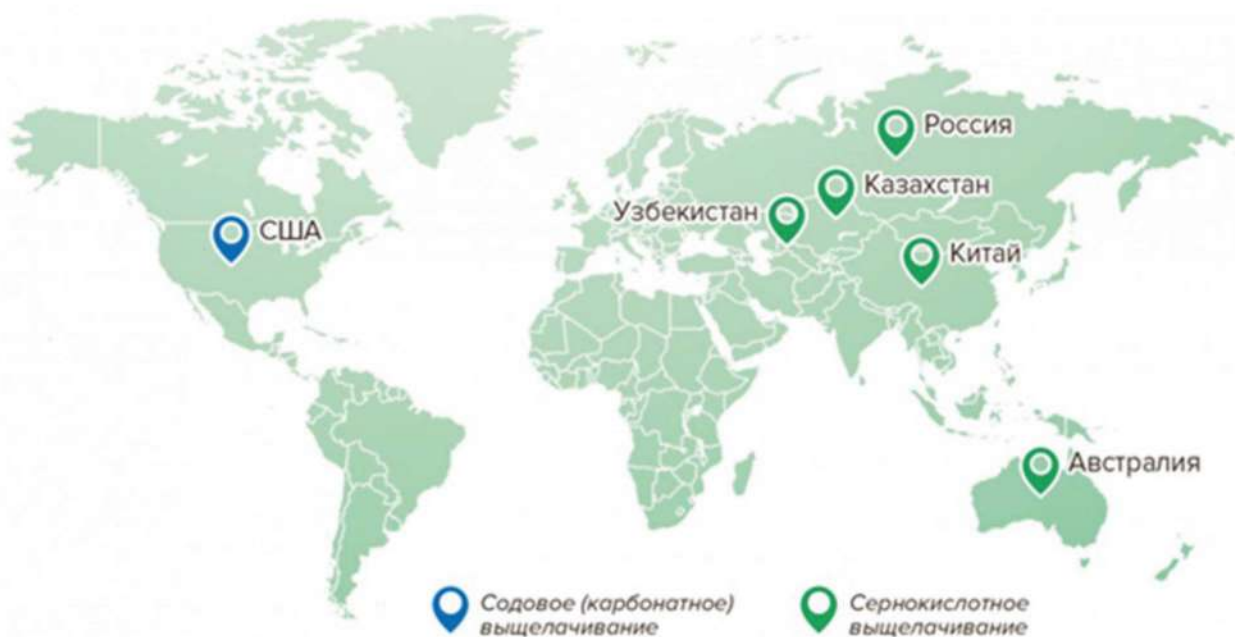 Россия
Казахстан
Узбекистан
США
Китай
Австралия
Содовое (карбонатное)
выщелачивание
Сернокислотное
выщелачивание